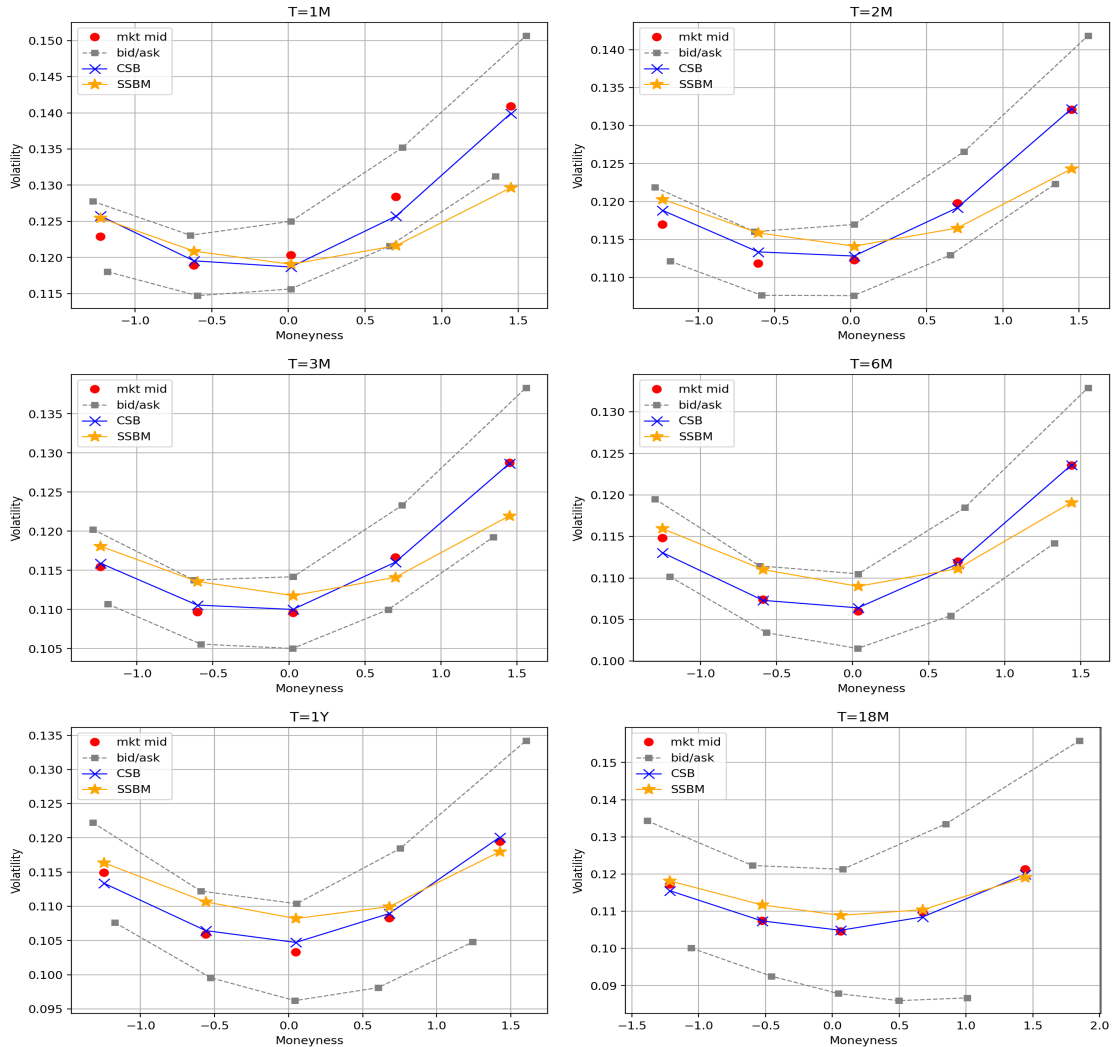 T=1M
mkt mid
bid/ask
CSB
SSBM
0.150
0.145
0.140
0.135
0.130
0.125
0.120
0.115
Volatility
−1.0 −0.5 0.0 0.5 1.0 1.5
Moneyness
T=2M
mkt mid
bid/ask
CSB
SSBM
0.140
0.135
0.130
0.125
0.120
0.115
0.110
Volatility
−1.0 −0.5 0.0 0.5 1.0 1.5
Moneyness
T=3M
mkt mid
bid/ask
CSB
SSBM
0.135
0.130
0.125
0.120
0.115
0.110
0.105
Volatility
−1.0 −0.5 0.0 0.5 1.0 1.5
Moneyness
T=6M
mkt mid
bid/ask
CSB
SSBM
0.130
0.125
0.120
0.115
0.110
0.105
0.100
Volatility
−1.0 −0.5 0.0 0.5 1.0 1.5
Moneyness
T=1Y
mkt mid
bid/ask
CSB
SSBM
0.135
0.130
0.125
0.120
0.115
0.110
0.105
0.100
0.095
Volatility
−1.0 −0.5 0.0 0.5 1.0 1.5
Moneyness
T=18M
mkt mid
bid/ask
CSB
SSBM
0.15
0.14
0.13
0.12
0.11
0.10
0.09
Volatility
−1.5 −1.0 −0.5 0.0 0.5 1.0 1.5 2.0
Moneyness